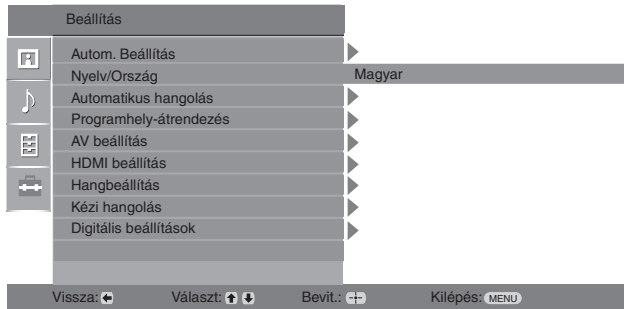 Beállítás
Autom. Beállítás
Nyelv/Ország Magyar
Automatikus hangolás
Programhely-átrendezés
AV beállítás
HDMI beállítás
Hangbeállítás
Kézi hangolás
Digitális beállítások
Vissza: Választ: Bevit.: Kilépés: MENU